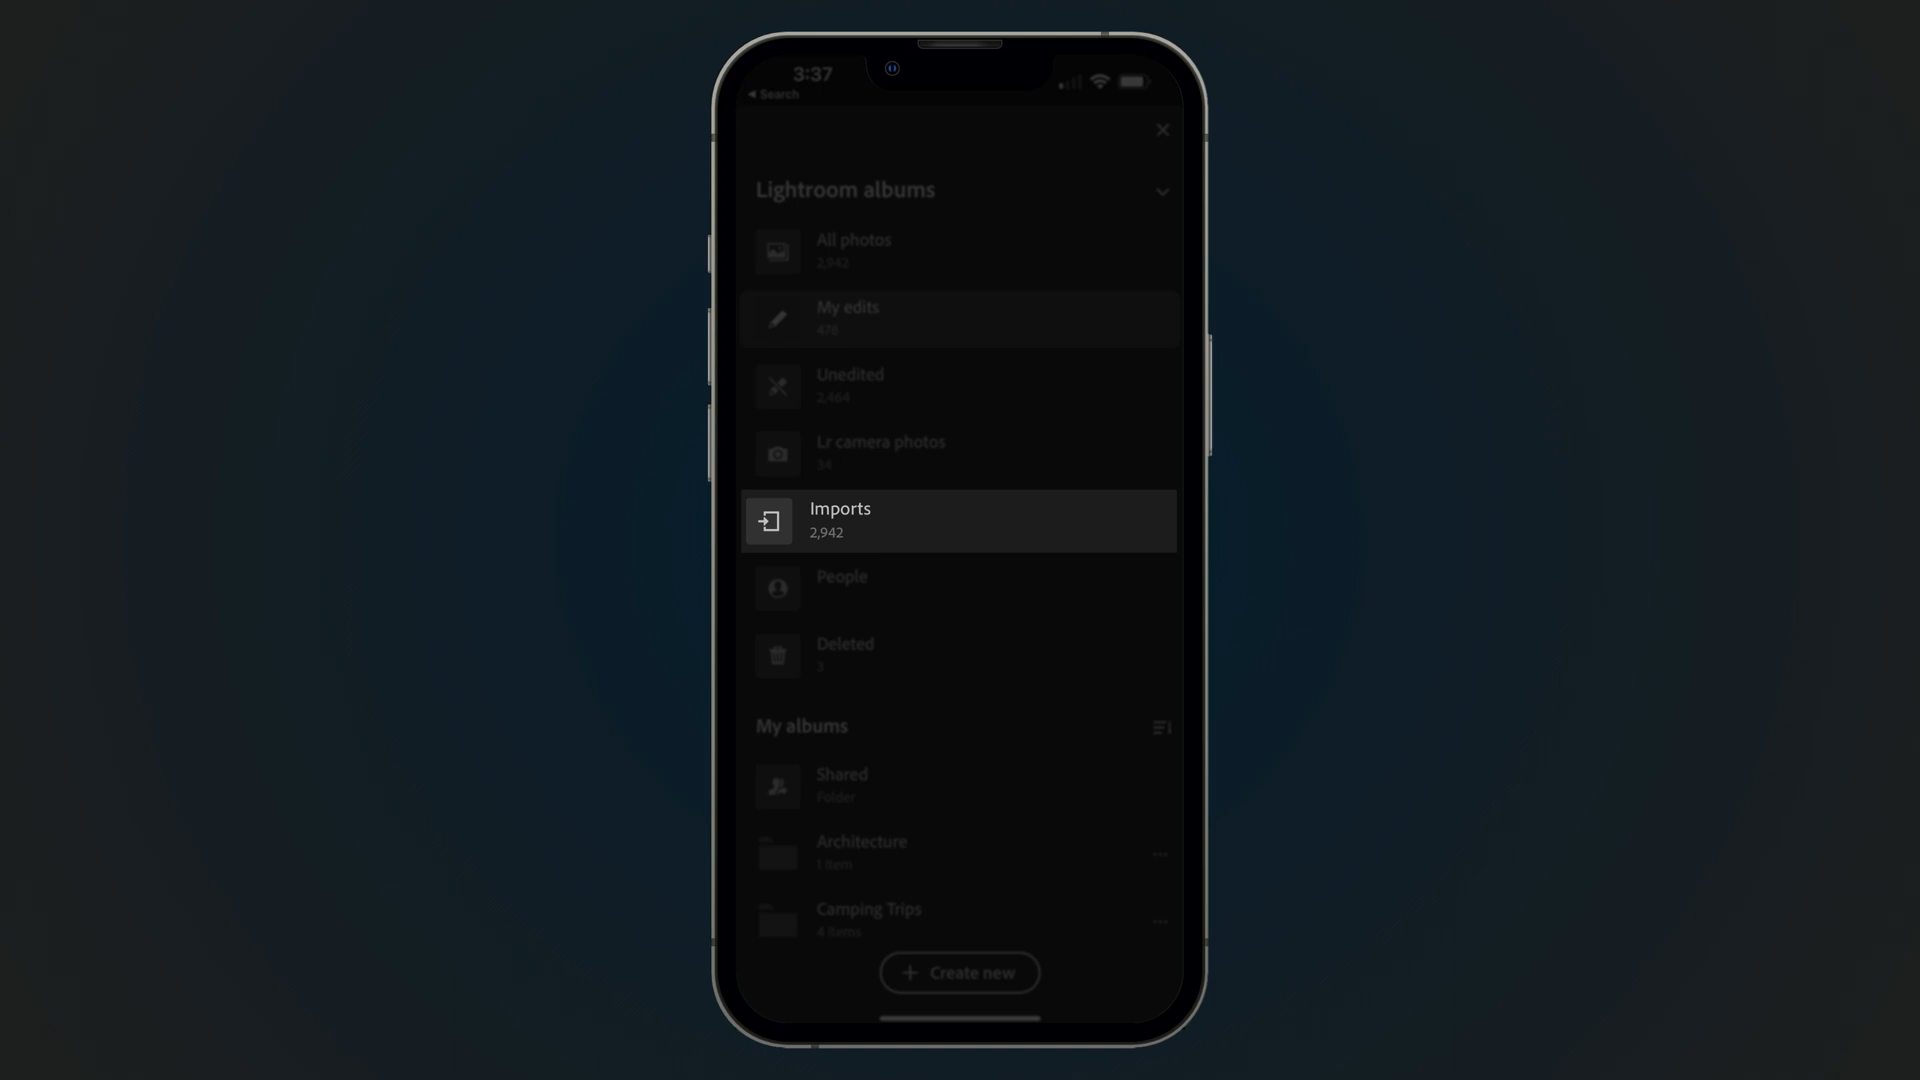 3:37
◀ Search
Lightroom albums
All photos
2,942
My edits
478
Unedited
2,464
Lr camera photos
34
Imports
2,942
People
Deleted
3
My albums
Shared
Folder
Architecture
1 item
Camping Trips
4 items
+ Create new